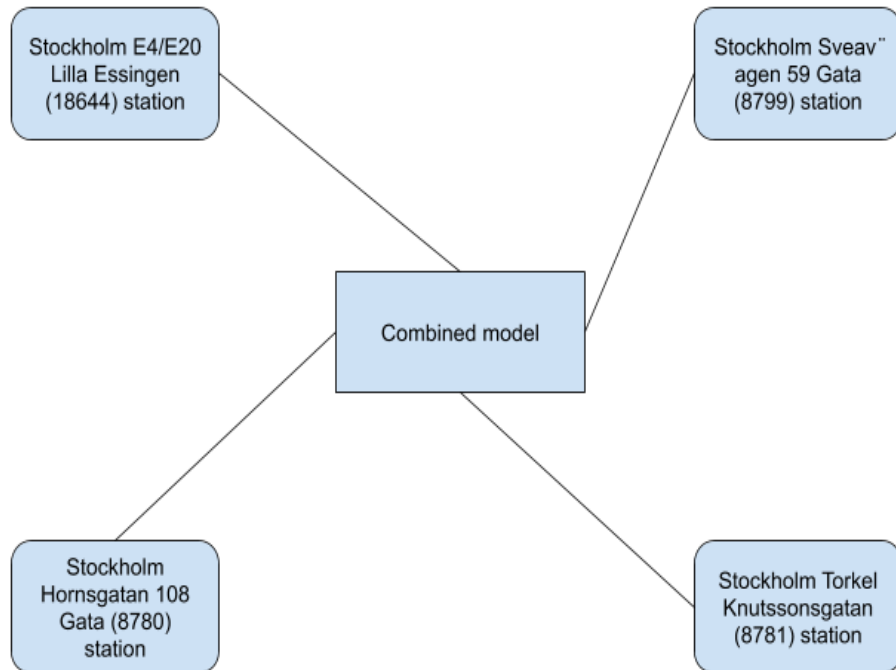 Stockholm E4/E20
Lilla Essingen
(18644) station
Stockholm Sveav¨
agen 59 Gata
(8799) station
Combined model
Stockholm
Hornsgatan 108
Gata (8780)
station
Stockholm Torkel
Knutssonsgatan
(8781) station